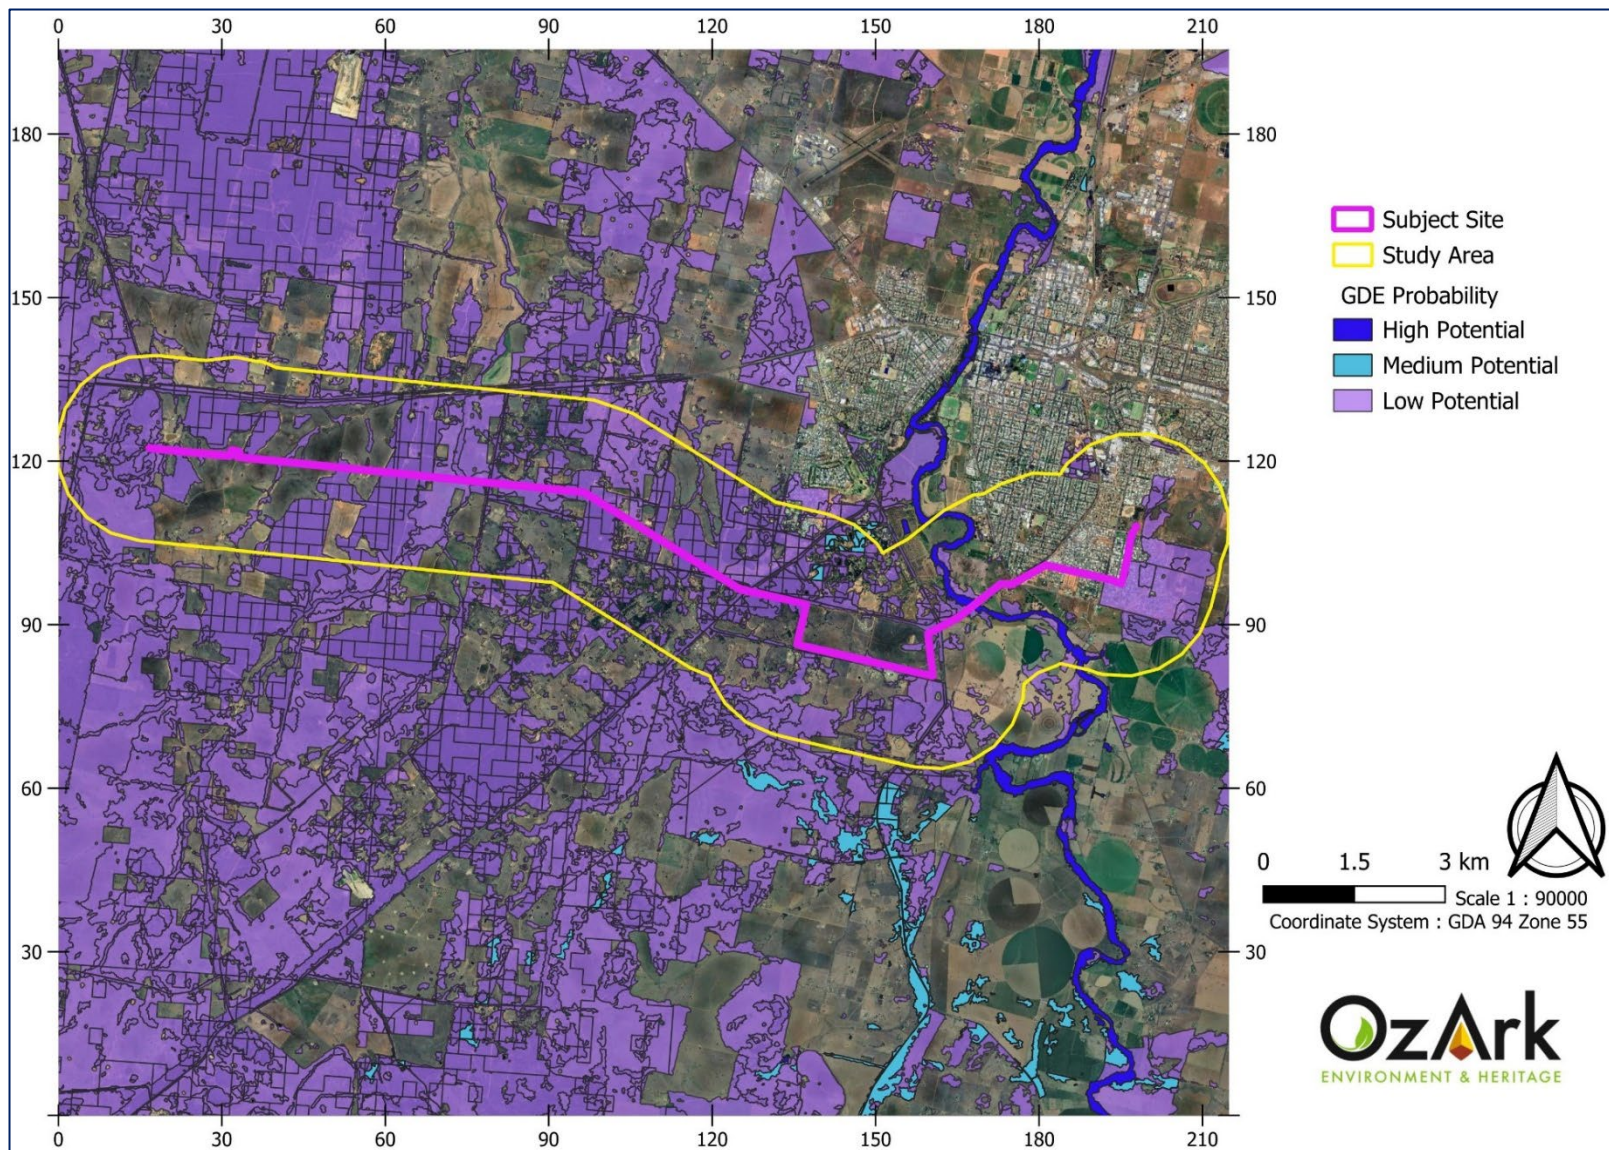 0 30 60 90 120 150 180 210
180 180
150 150
120 120
90 90
60 60
30 30
0 30 60 90 120 150 180 210
Subject Site
Study Area
GDE Probability
High Potential
Medium Potential
Low Potential
0 1.5 3 km
Scale 1 : 90000
Coordinate System : GDA 94 Zone 55
OzArk
ENVIRONMENT & HERITAGE